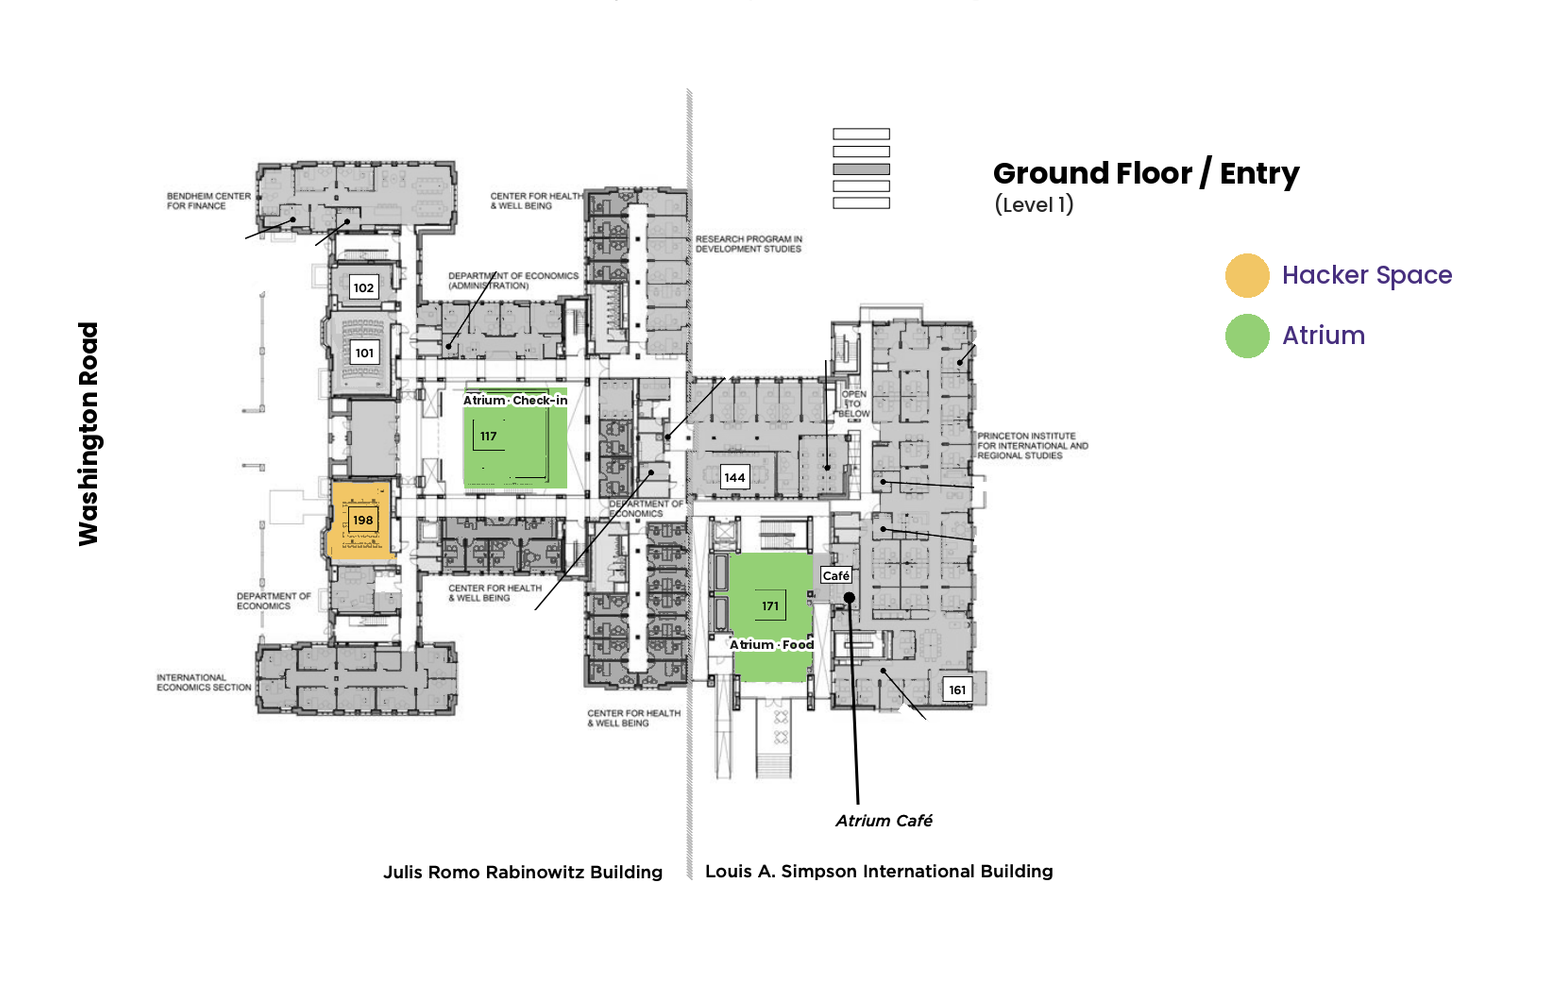 Ground Floor / Entry
(Level 1)
Hacker Space
Atrium
Washington Road
BENDHEIM CENTER
FOR FINANCE
CENTER FOR HEALTH
& WELL BEING
RESEARCH PROGRAM IN
DEVELOPMENT STUDIES
DEPARTMENT OF ECONOMICS
(ADMINISTRATION)
102
101
Atrium - Check-in
117
OPEN
TO
BELOW
PRINCETON INSTITUTE
FOR INTERNATIONAL AND
REGIONAL STUDIES
144
198
DEPARTMENT OF
ECONOMICS
Café
CENTER FOR HEALTH
& WELL BEING
DEPARTMENT OF
ECONOMICS
171
Atrium - Food
INTERNATIONAL
ECONOMICS SECTION
161
CENTER FOR HEALTH
& WELL BEING
Atrium Café
Julis Romo Rabinowitz Building
Louis A. Simpson International Building